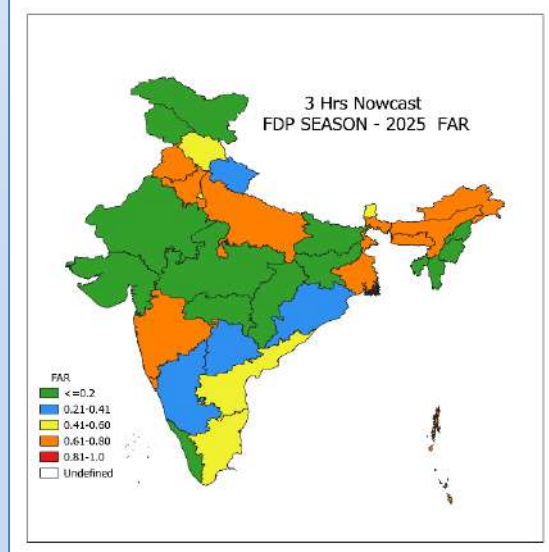 3 Hrs Nowcast
FDP SEASON - 2025 FAR
FAR
<=0.2
0.21-0.41
0.41-0.60
0.61-0.80
0.81-1.0
Undefined